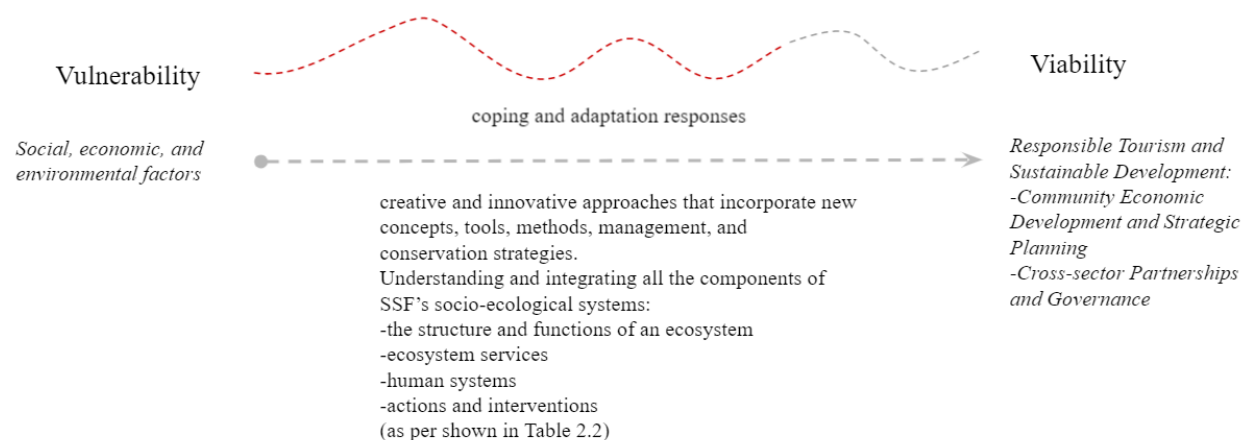 Vulnerability
Social, economic, and
environmental factors
coping and adaptation responses
creative and innovative approaches that incorporate new
concepts, tools, methods, management, and
conservation strategies.
Understanding and integrating all the components of
SSF's socio-ecological systems:
-the structure and functions of an ecosystem
-ecosystem services
-human systems
-actions and interventions
(as per shown in Table 2.2)
Viability
Responsible Tourism and
Sustainable Development:
-Community Economic
Development and Strategic
Planning
-Cross-sector Partnerships
and Governance